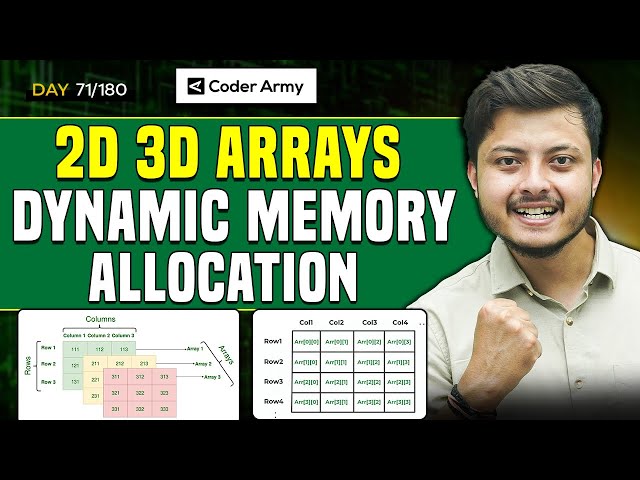 DAY 71/180
Coder Army
2D 3D ARRAYS
DYNAMIC MEMORY
ALLOCATION
Columns
Column 1 Column 2 Column 3
Rows
Row 1 111 112 113 Array 1
Row 2 121 211 212 213 Array 2
Row 3 131 221 311 312 313 Array 3
231 321 322 323
331 332 333
Arrays
Col1 Col2 Col3 Col4 ..
Row1 Arr[0][0] Arr[0][1] Arr[0][2] Arr[0][3]
Row2 Arr[1][0] Arr[1][1] Arr[1][2] Arr[1][3]
Row3 Arr[2][0] Arr[2][1] Arr[2][2] Arr[2][3]
Row4 Arr[3][0] Arr[3][1] Arr[3][2] Arr[3][3]